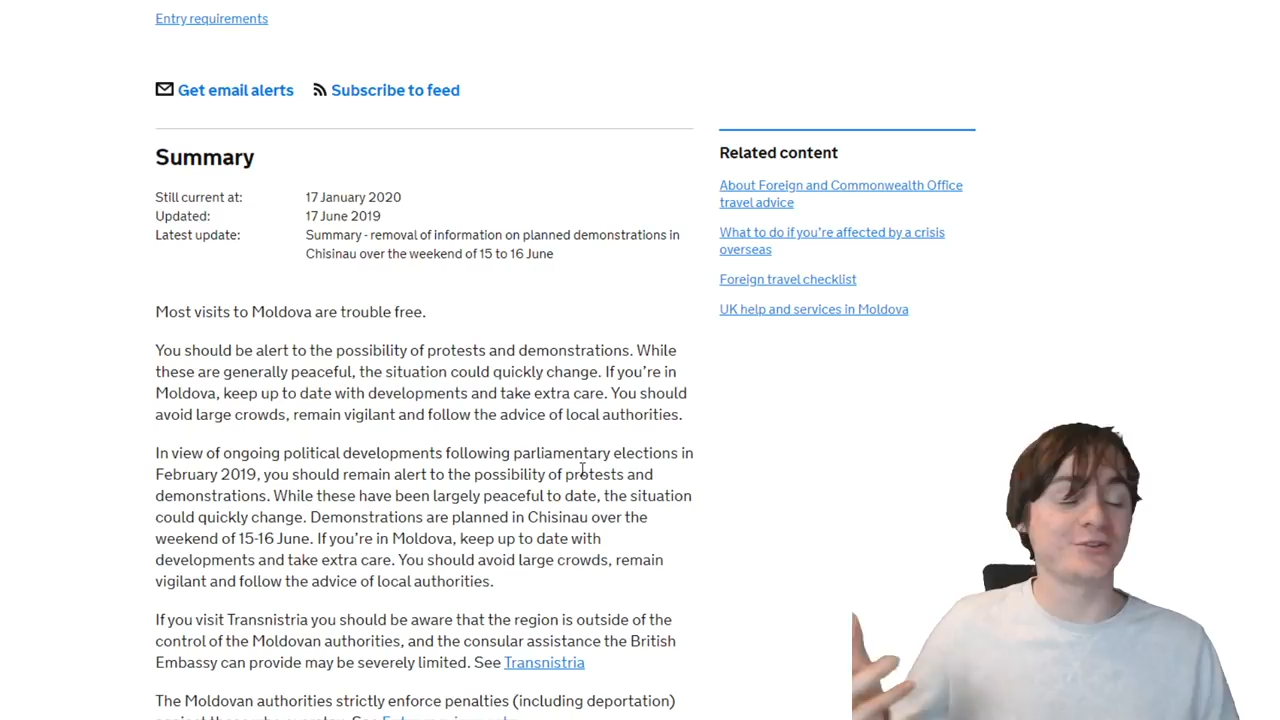 Entry requirements
Get email alerts
Subscribe to feed
Summary
Still current at: 17 January 2020
Updated: 17 June 2019
Latest update: Summary - removal of information on planned demonstrations in
Chisinau over the weekend of 15 to 16 June
Most visits to Moldova are trouble free.
You should be alert to the possibility of protests and demonstrations. While
these are generally peaceful, the situation could quickly change. If you're in
Moldova, keep up to date with developments and take extra care. You should
avoid large crowds, remain vigilant and follow the advice of local authorities.
In view of ongoing political developments following parliamentary elections in
February 2019, you should remain alert to the possibility of protests and
demonstrations. While these have been largely peaceful to date, the situation
could quickly change. Demonstrations are planned in Chisinau over the
weekend of 15-16 June. If you're in Moldova, keep up to date with
developments and take extra care. You should avoid large crowds, remain
vigilant and follow the advice of local authorities.
If you visit Transnistria you should be aware that the region is outside of the
control of the Moldovan authorities, and the consular assistance the British
Embassy can provide may be severely limited. See Transnistria
The Moldovan authorities strictly enforce penalties (including deportation)
Related content
About Foreign and Commonwealth Office
travel advice
What to do if you're affected by a crisis
overseas
Foreign travel checklist
UK help and services in Moldova